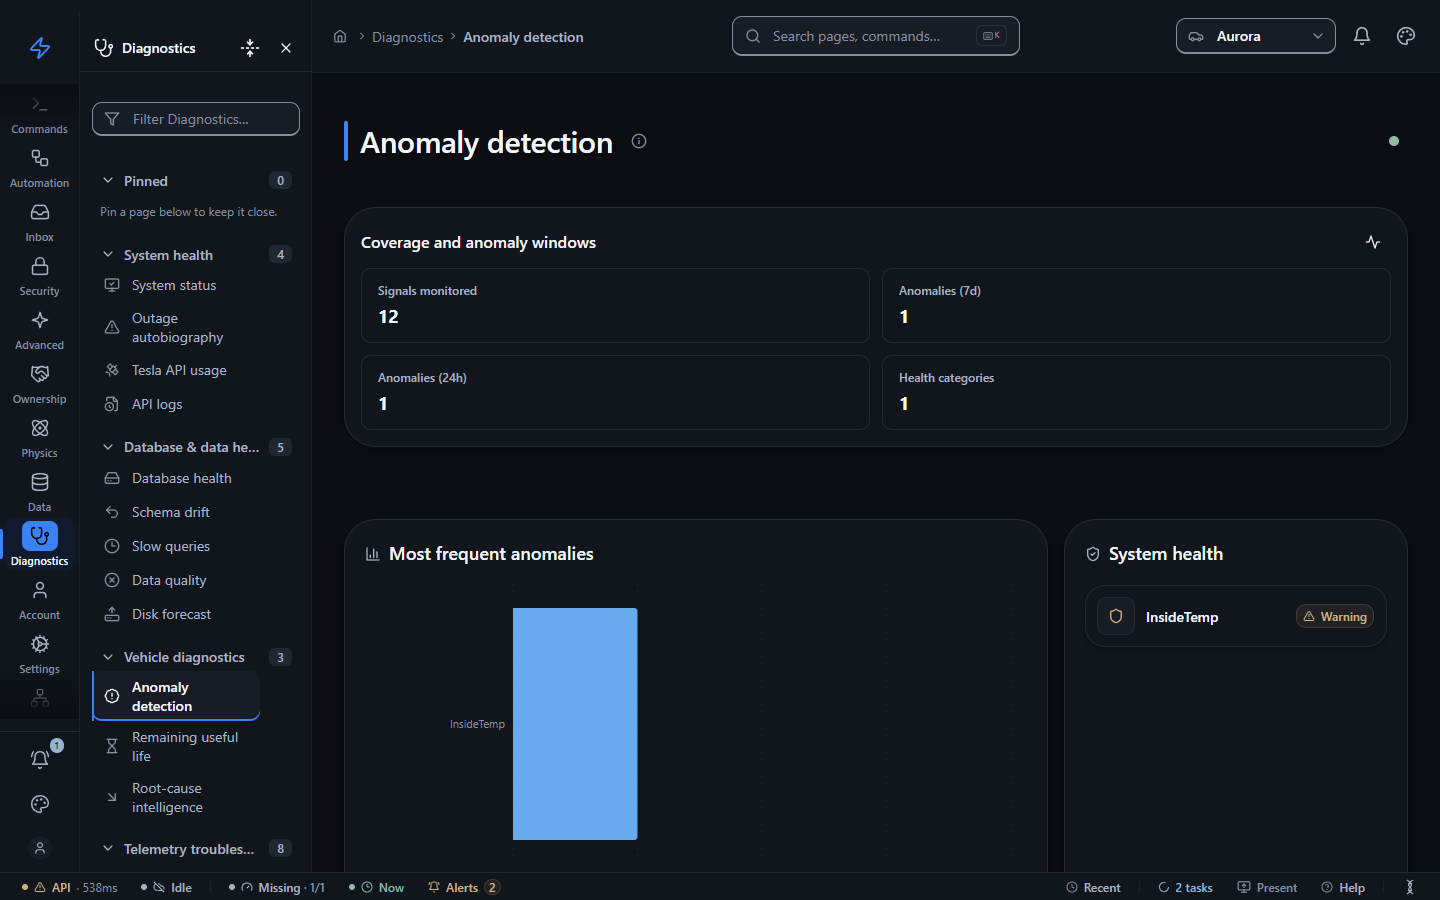 Diagnostics
Diagnostics
Anomaly detection
Search pages, commands...
K
Aurora
Commands
Automation
Inbox
Security
Advanced
Ownership
Physics
Data
Diagnostics
Account
Settings
1
Filter Diagnostics...
Pinned
0
Pin a page below to keep it close.
System health
4
System status
Outage
autobiography
Tesla API usage
API logs
Database & data he...
5
Database health
Schema drift
Slow queries
Data quality
Disk forecast
Vehicle diagnostics
3
Anomaly
detection
Remaining useful
life
Root-cause
intelligence
Telemetry troubles...
8
Anomaly detection
Coverage and anomaly windows
Signals monitored
12
Anomalies (7d)
1
Anomalies (24h)
1
Health categories
1
Most frequent anomalies
InsideTemp
System health
InsideTemp
Warning
API · 538ms
Idle
Missing · 1/1
Now
Alerts 2
Recent
2 tasks
Present
Help